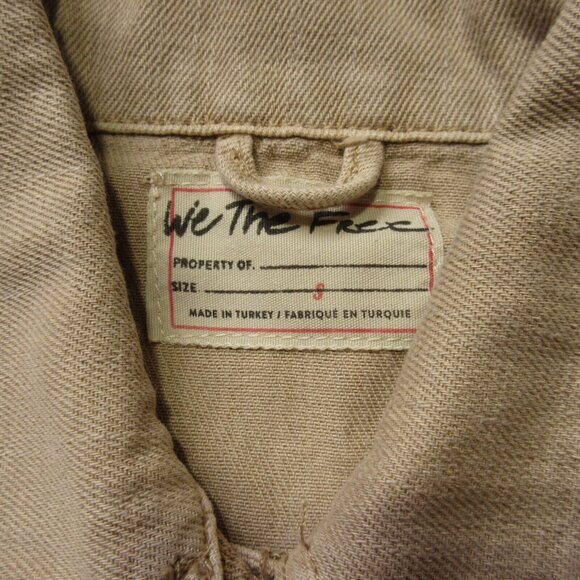 We The Free
PROPERTY OF.
SIZE S
MADE IN TURKEY / FABRIQUÉ EN TURQUIE